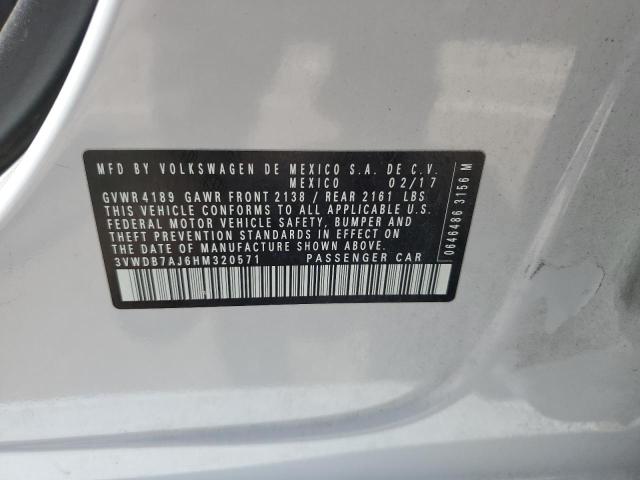 MFD BY VOLKSWAGEN DE MEXICO S.A. DE C.V.
MEXICO 02/17
GVWR 4189 GAWR FRONT 2138 / REAR 2161 LBS
THIS VEHICLE CONFORMS TO ALL APPLICABLE U.S.
FEDERAL MOTOR VEHICLE SAFETY, BUMPER AND
THEFT PREVENTION STANDARDS IN EFFECT ON THE
DATE OF MANUFACTURE SHOWN ABOVE.
3VWDB7AJ6HM320571 PASSENGER CAR
0646486 3156 M